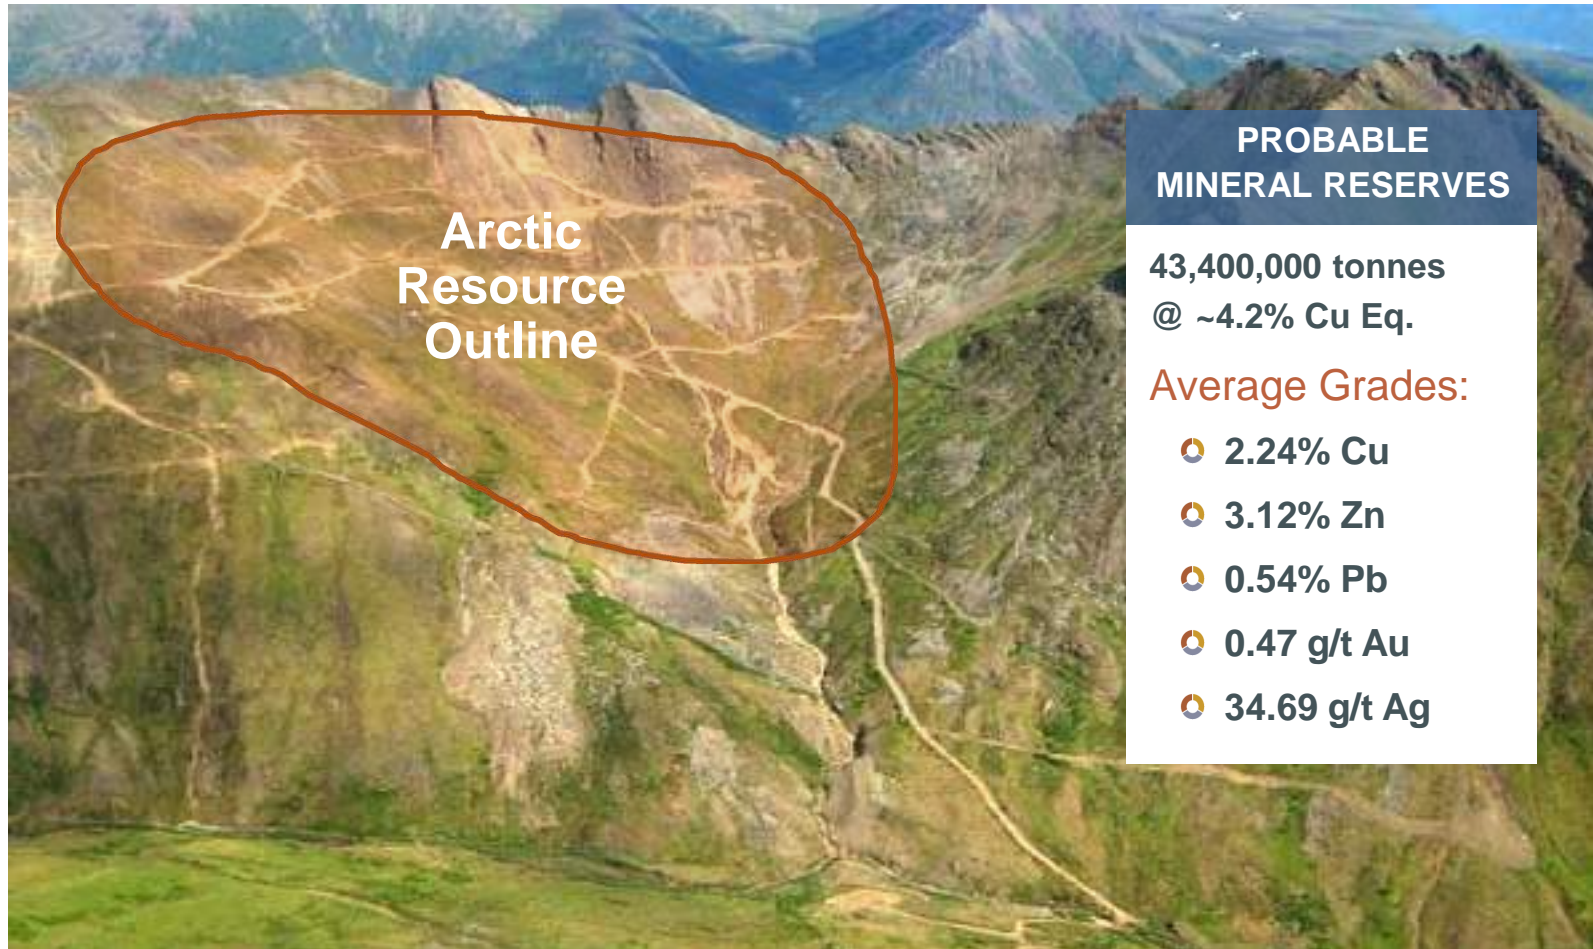 Arctic
Resource
Outline
PROBABLE
MINERAL RESERVES
43,400,000 tonnes
@ ~4.2% Cu Eq.
Average Grades:
2.24% Cu
3.12% Zn
0.54% Pb
0.47 g/t Au
34.69 g/t Ag